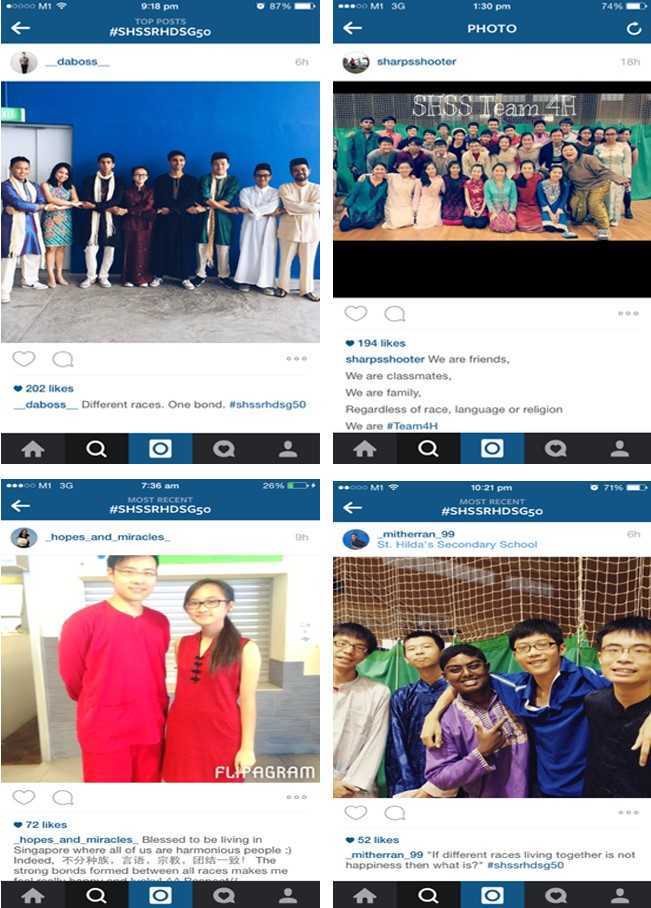 M1 9:18 pm 87%
TOP POSTS
#SHSSRHDSG50
__daboss__ 6h
202 likes
__daboss__ Different races. One bond. #shssrhdsg50
M1 3G 1:30 pm 74%
PHOTO
sharpsshooter 18h
SHSS Team 4H
194 likes
sharpsshooter We are friends,
We are classmates,
We are family,
Regardless of race, language or religion
We are #Team4H
M1 3G 7:36 am 26%
MOST RECENT
#SHSSRHDSG50
_hopes_and_miracles_ 9h
FLIPAGRAM
72 likes
_hopes_and_miracles_ Blessed to be living in
Singapore where all of us are harmonious people ;)
Indeed, 不分种族，言语，宗教，团结一致！ The
strong bonds formed between all races makes me
M1 10:21 pm 71%
MOST RECENT
#SHSSRHDSG50
_mitherran_99 6h
St. Hilda's Secondary School
52 likes
_mitherran_99 "If different races living together is not
happiness then what is?" #shssrhdsg50